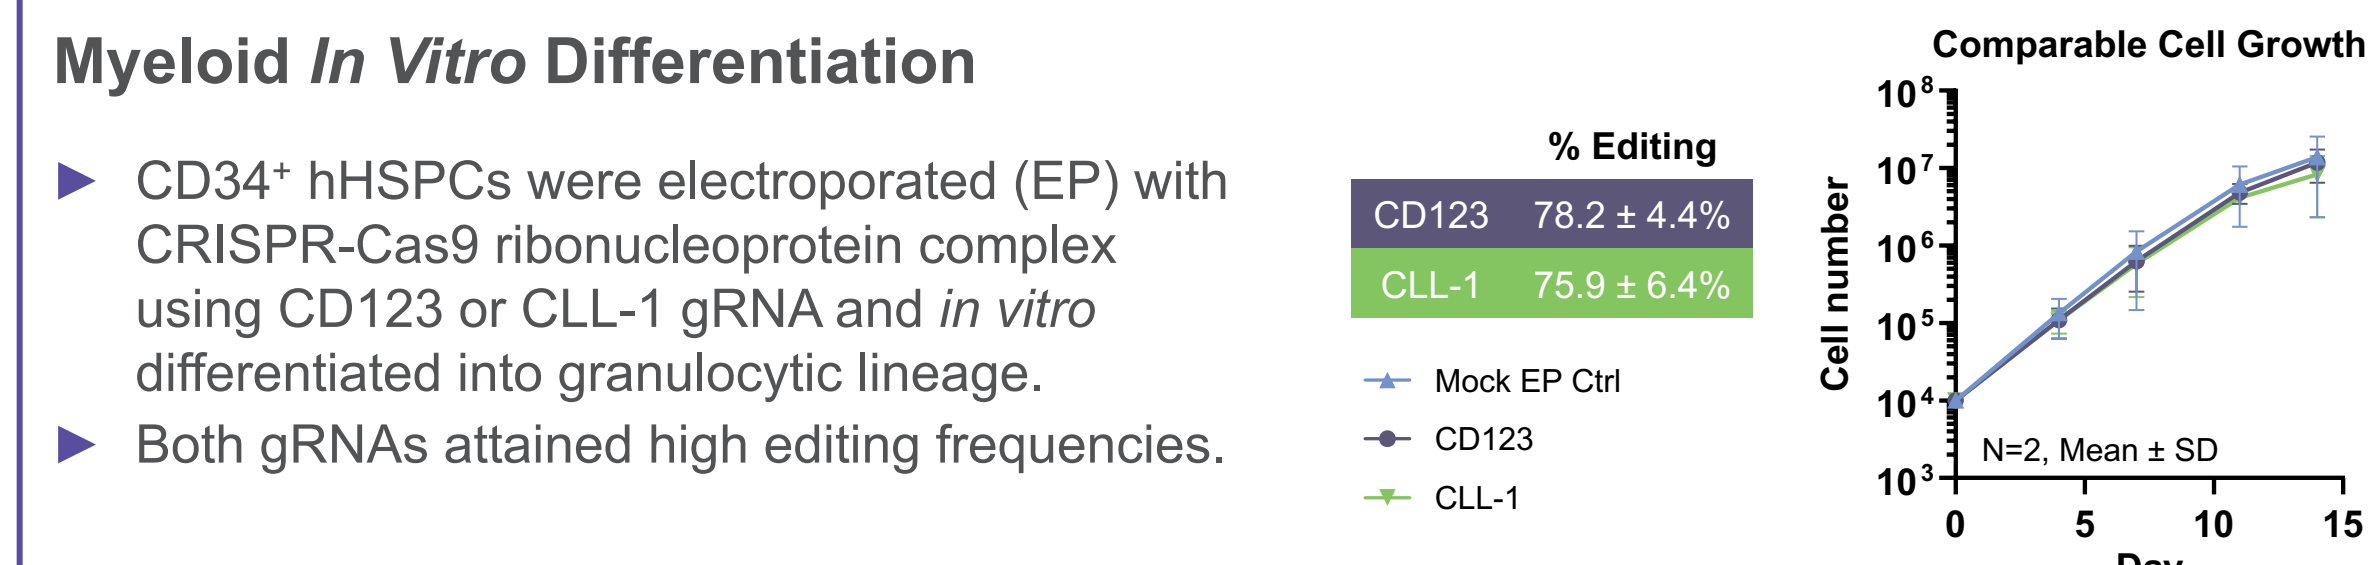 Myeloid In Vitro Differentiation
► CD34⁺ hHSPCs were electroporated (EP) with
CRISPR-Cas9 ribonucleoprotein complex
using CD123 or CLL-1 gRNA and in vitro
differentiated into granulocytic lineage.
► Both gRNAs attained high editing frequencies.
% Editing
CD123 78.2 ± 4.4%
CLL-1 75.9 ± 6.4%
Mock EP Ctrl
CD123
CLL-1
Comparable Cell Growth
Cell number
10⁸
10⁷
10⁶
10⁵
10⁴
10³
N=2, Mean ± SD
0 5 10 15
Day